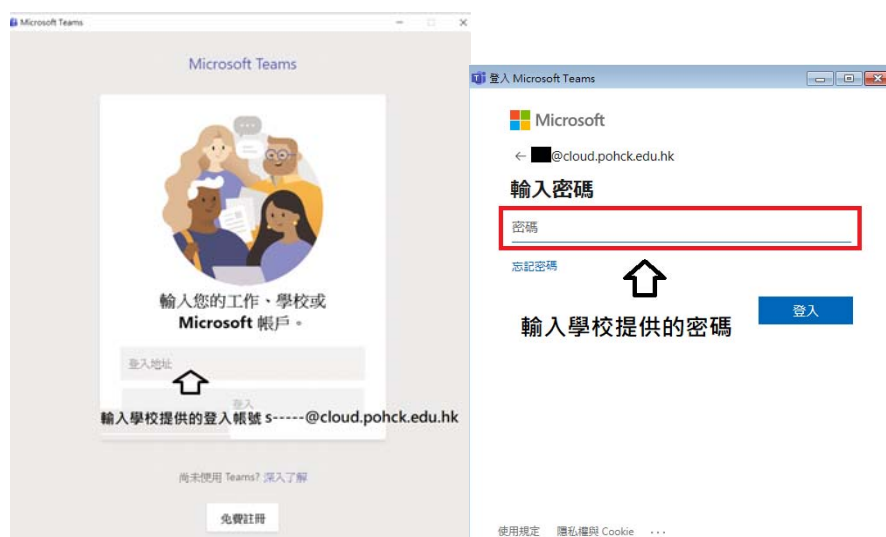 Microsoft Teams
Microsoft Teams
輸入您的工作、學校或
Microsoft 帳戶。
登入地址
登入
輸入學校提供的登入帳號 s-----@cloud.pohck.edu.hk
尚未使用 Teams? 深入了解
免費註冊
登入 Microsoft Teams
Microsoft
@cloud.pohck.edu.hk
輸入密碼
密碼
忘記密碼
登入
輸入學校提供的密碼
使用規定 隱私權與 Cookie ...